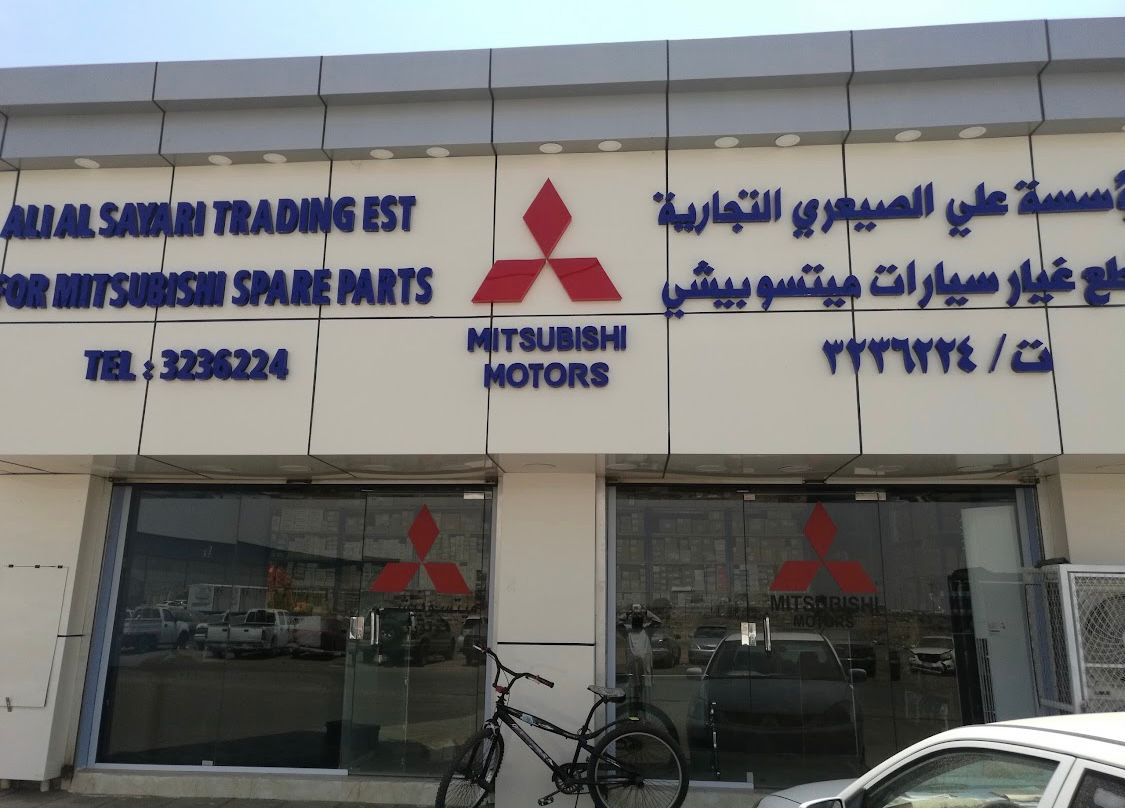 ALI AL SAYARI TRADING EST
FOR MITSUBISHI SPARE PARTS
TEL : 3236224
MITSUBISHI
MOTORS
علي الصيعري التجارية
غيار سيارات ميتسوبيشي
ت/ ٣٢٣٦٢٢٤
MITSUBISHI
MOTORS